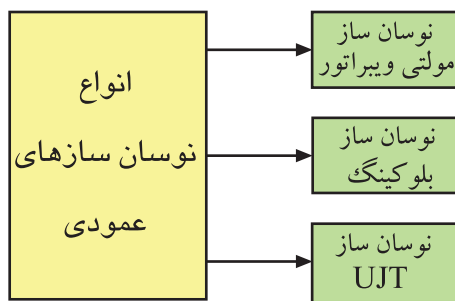 انواع
نوسان سازهای
عمودی
نوسان ساز
مولتی ویبراتور
نوسان ساز
بلوکینگ
نوسان ساز
UJT